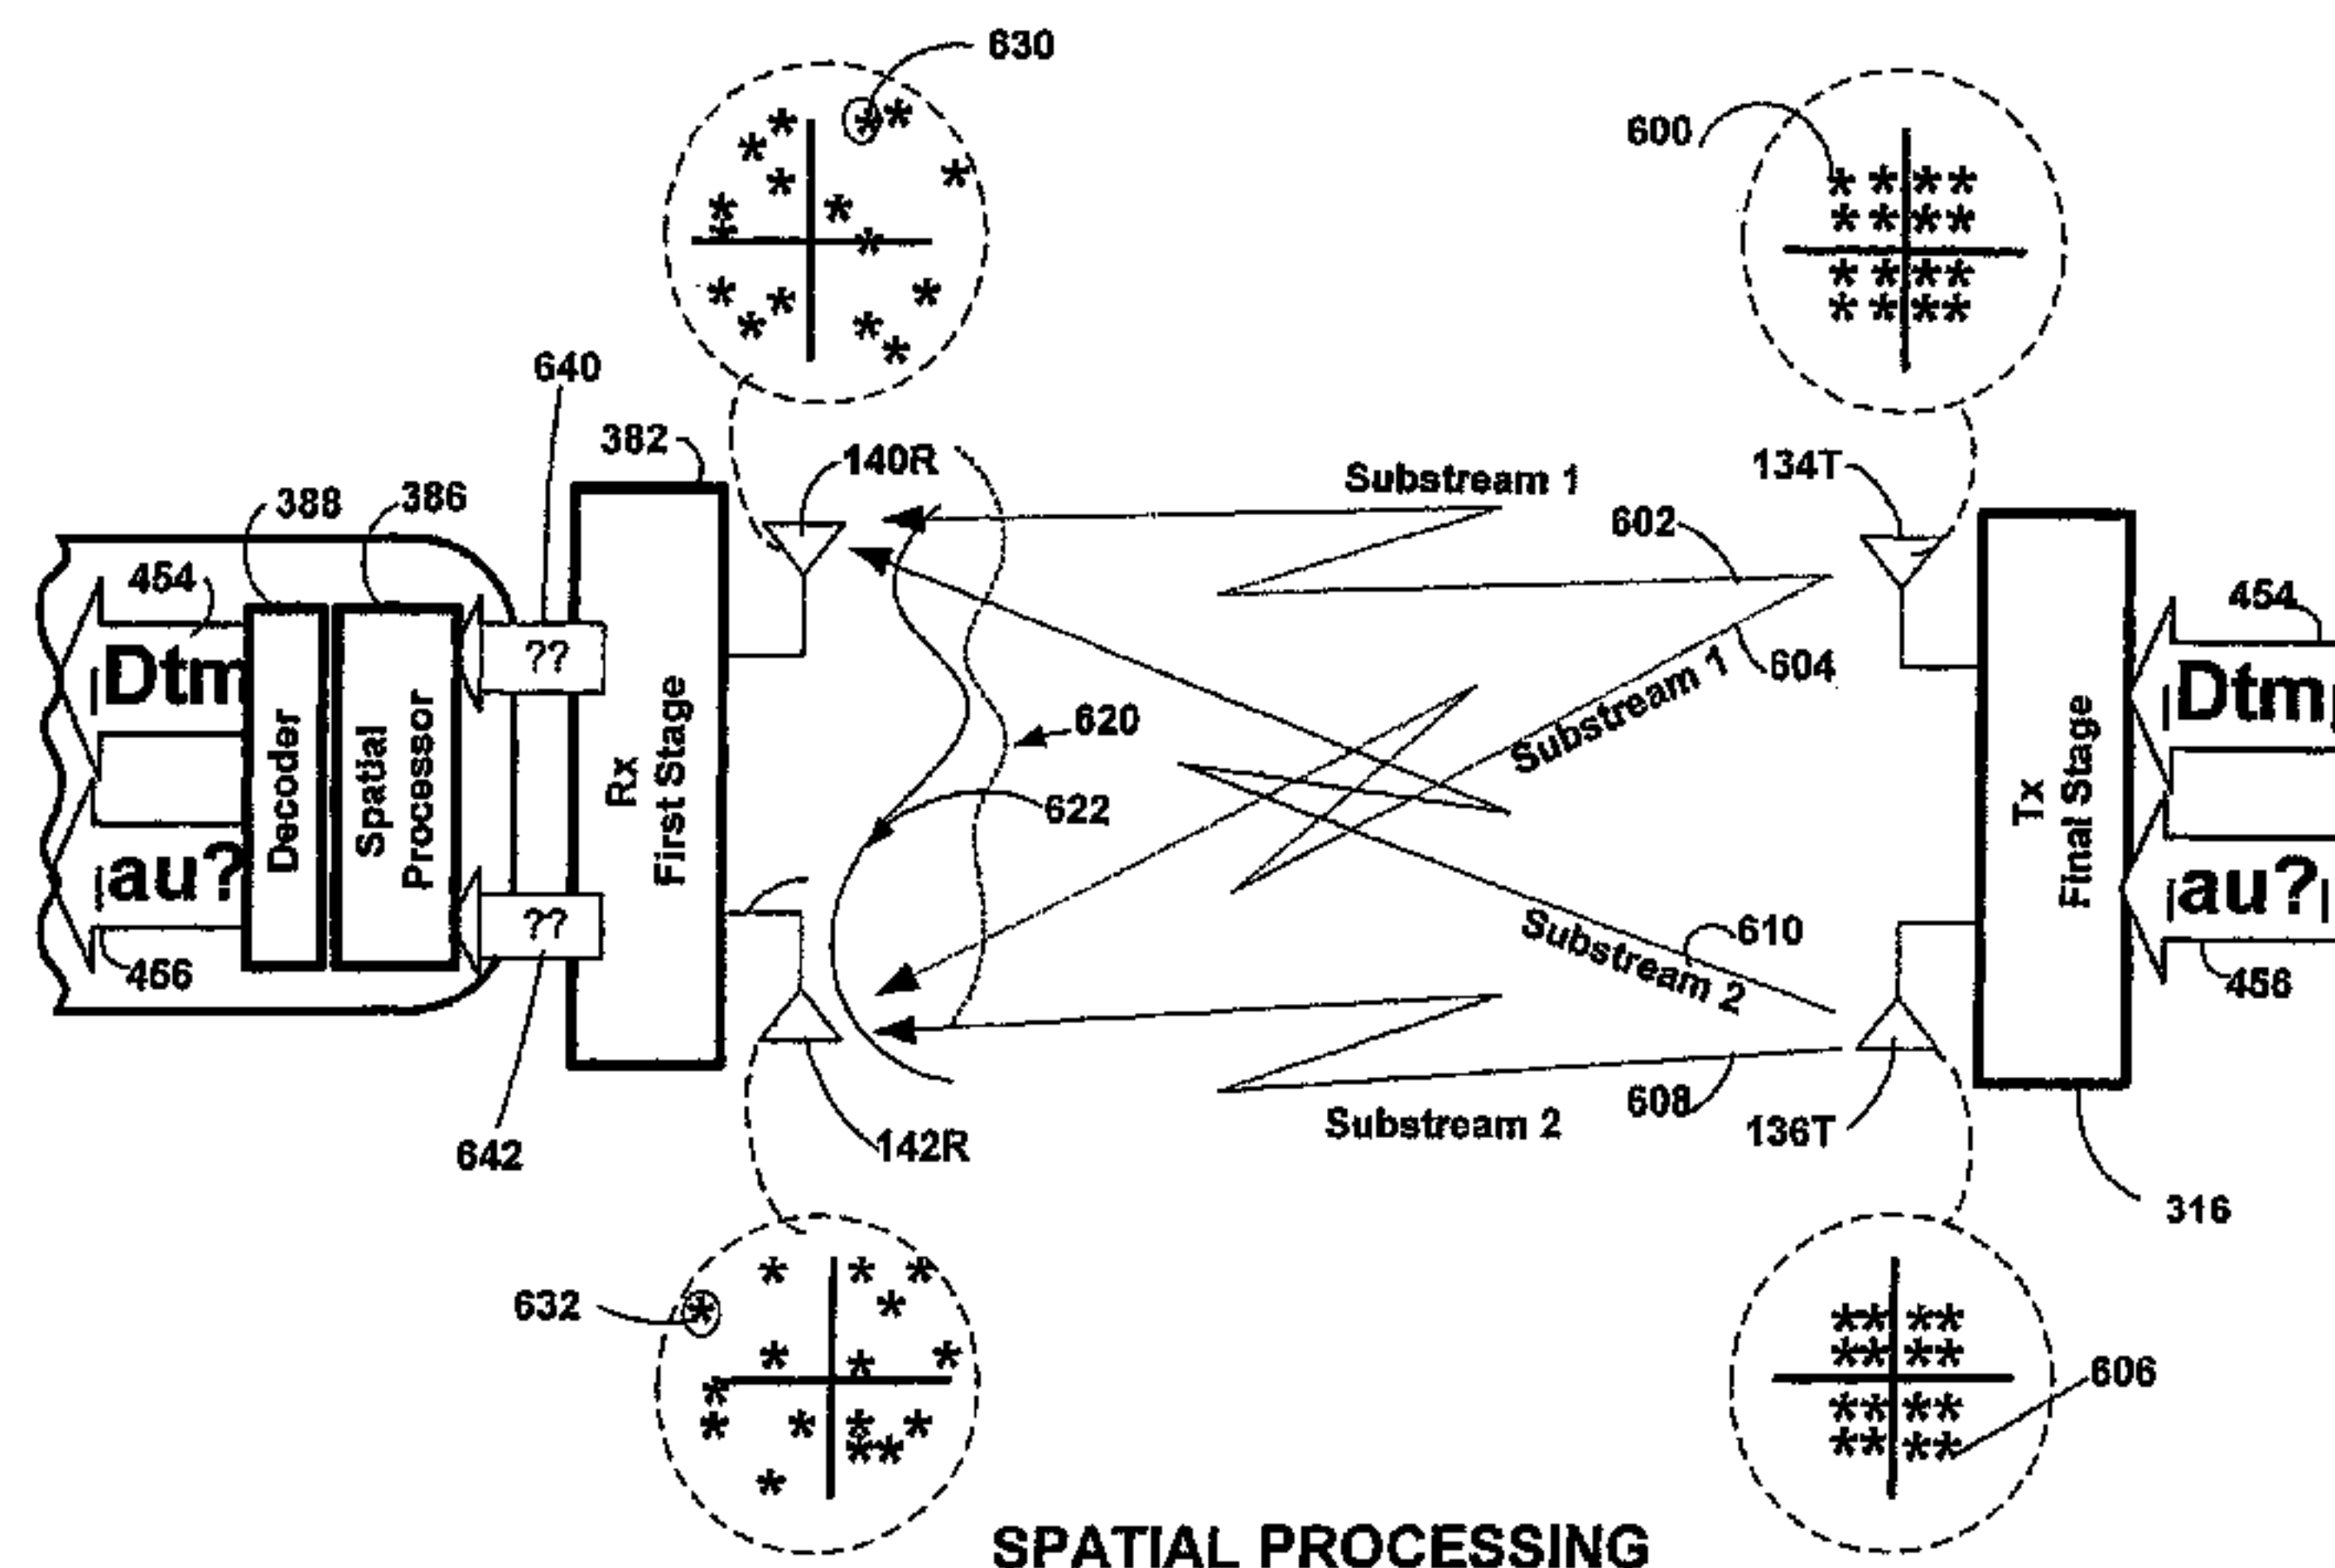 630
600
640
382
140R
Substream 1
134T
388
386
602
454
454
??
Dtm
604
Dtm
Substream 1
620
Decoder
Spatial
Processor
Rx
First Stage
622
Tx
Final Stage
au?
??
au?
610
Substream 2
456
456
608
Substream 2
136T
642
142R
316
632
606
SPATIAL PROCESSING